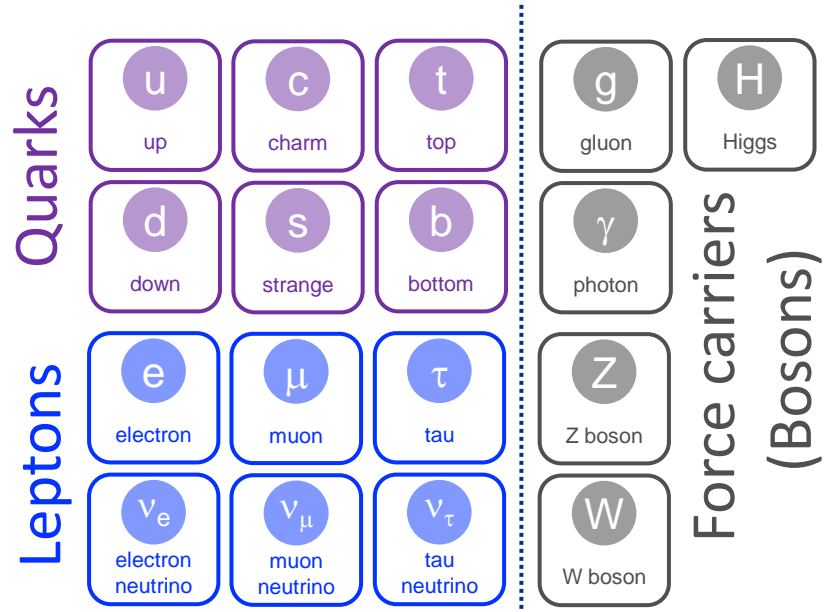 Quarks
u
up
c
charm
t
top
d
down
s
strange
b
bottom
Leptons
e
electron
μ
muon
τ
tau
νe
electron
neutrino
νμ
muon
neutrino
ντ
tau
neutrino
g
gluon
H
Higgs
γ
photon
Z
Z boson
W
W boson
Force carriers
(Bosons)